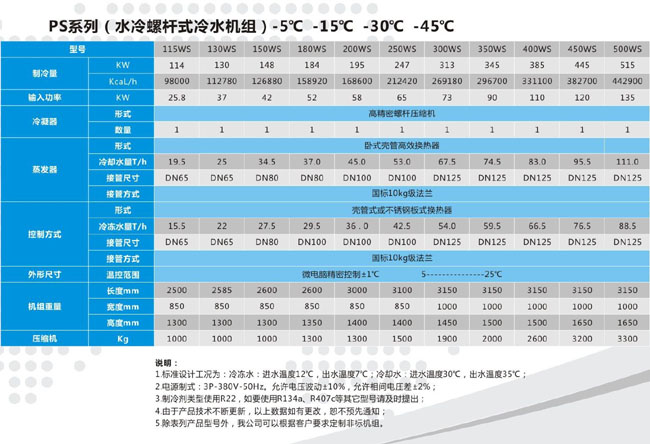 PS系列（水冷螺杆式冷水机组）-5℃ -15℃ -30℃ -45℃
型号 115WS 130WS 150WS 180WS 200WS 250WS 300WS 350WS 400WS 450WS 500WS
制冷量 KW 114 130 148 184 195 247 313 345 385 445 515
KcaL/h 98000 112780 126880 158920 168600 212420 269180 296700 331100 382700 442900
输入功率 KW 25.8 37 42 52 58 65 73 90 110 120 135
冷凝器 形式 高精密螺杆压缩机
数量 1 1 1 1 1 1 1 1 1 1 1
蒸发器 形式 卧式壳管高效换热器
冷却水量T/h 19.5 25 34.5 37.0 45.0 53.0 67.5 74.5 83.0 95.5 111.0
接管尺寸 DN65 DN65 DN80 DN80 DN100 DN100 DN125 DN125 DN125 DN125 DN125
接管方式 国标10kg级法兰
控制方式 形式 壳管式或不锈钢板式换热器
冷冻水量T/h 15.5 22 27.5 29.5 36.0 42.5 54.0 59.5 66.5 76.5 88.5
接管尺寸 DN65 DN65 DN80 DN100 DN100 DN100 DN125 DN125 DN125 DN125 DN125
接管方式 国标10kg级法兰
外形尺寸 温控范围 微电脑精密控制±1℃ 5---------------25℃
机组重量 长度mm 2500 2585 2600 2600 3000 3100 3150 3150 3150 3150 3150
宽度mm 850 850 850 850 850 850 1000 1000 1000 1000 1000
高度mm 1300 1300 1300 1350 1400 1400 1450 1500 1500 1650 1650
压缩机 Kg 1000 1000 1000 1300 1300 1500 1900 2000 2600 3200 3300
说明：
1.标准设计工况为：冷冻水：进水温度12℃，出水温度7℃；冷却水：进水温度30℃，出水温度35℃；
2.电源制式：3P-380V-50Hz。允许电压波动±10%，允许相间电压差±2%；
3.制冷剂类型使用R22，如要使用R134a、R407c等其它型号请及时提出；
4.由于产品技术不断更新，以上数据如有更改，恕不预先通知；
5.除表列产品型号外，我公司可以根据客户要求定制非标机组。